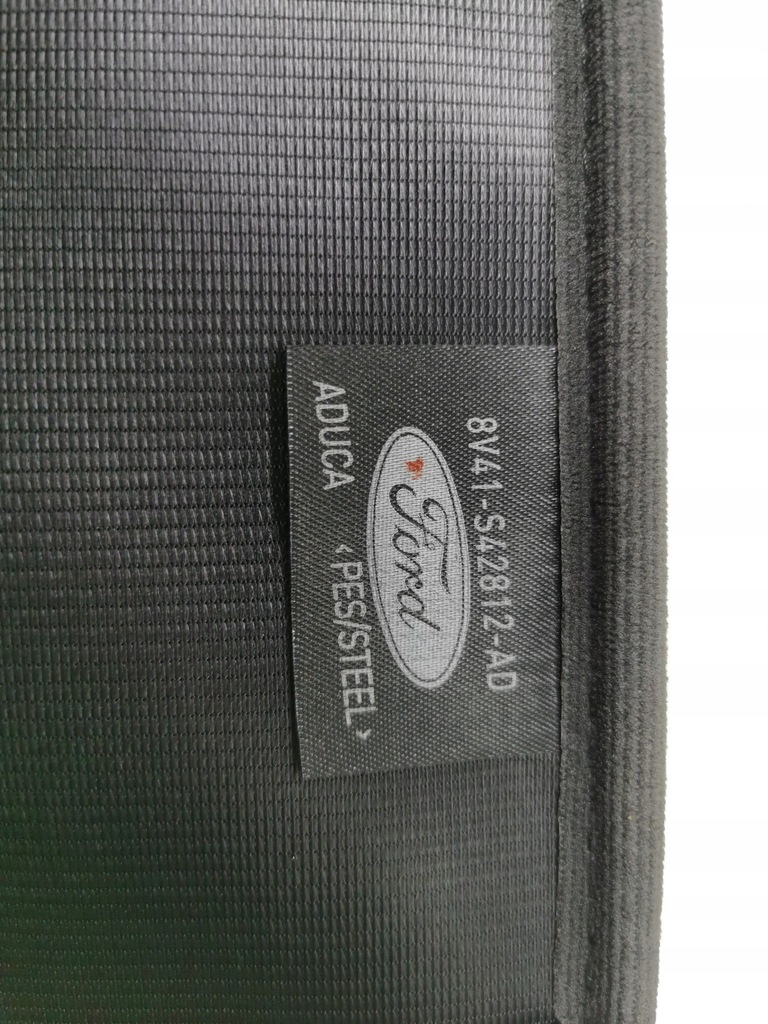 8V41-S42812-AD
Ford
ADUCA <PES/STEEL>